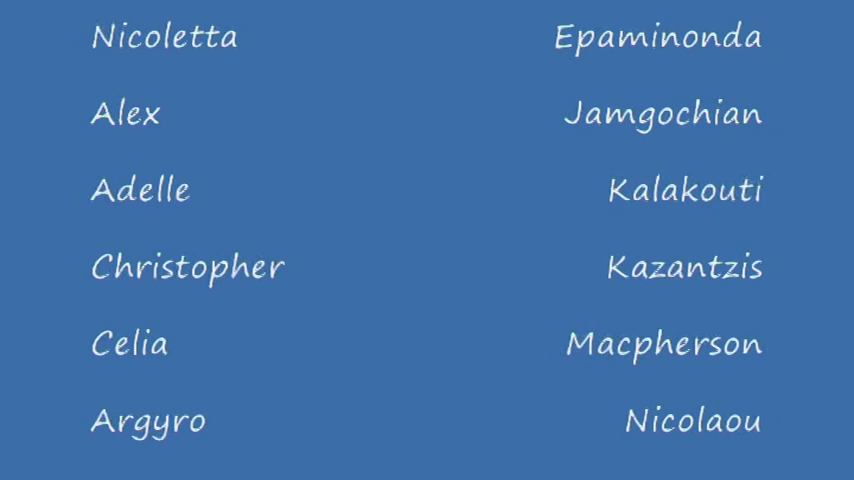 Nicoletta Epaminonda
Alex Jamgochian
Adelle Kalakouti
Christopher Kazantzis
Celia Macpherson
Argyro Nicolaou